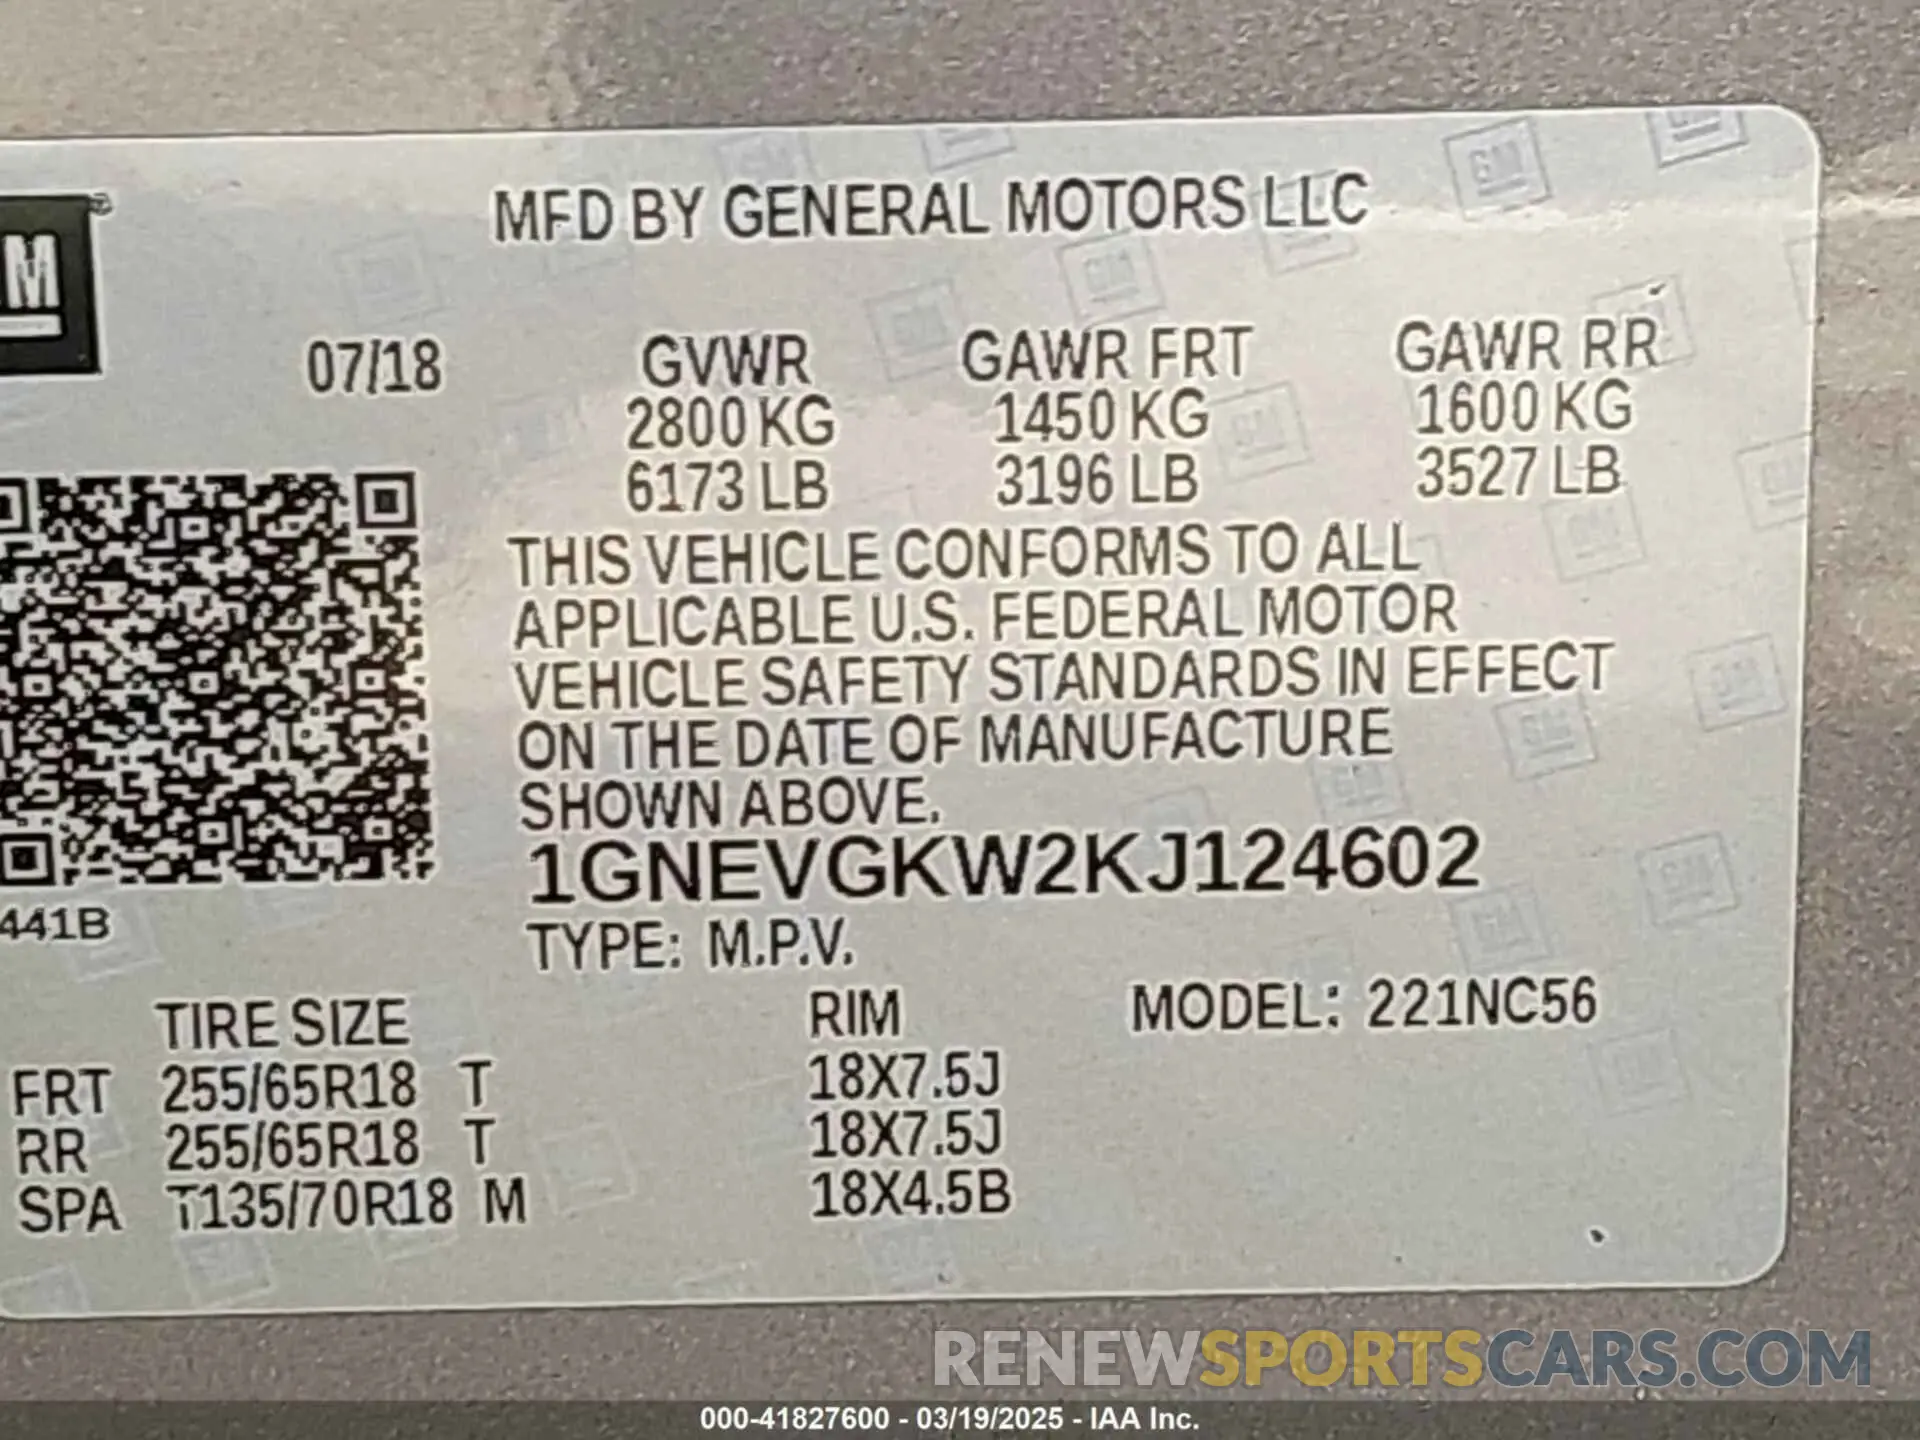 MFD BY GENERAL MOTORS LLC
M
®
07/18 GVWR GAWR FRT GAWR RR
2800 KG 1450 KG 1600 KG
6173 LB 3196 LB 3527 LB
THIS VEHICLE CONFORMS TO ALL
APPLICABLE U.S. FEDERAL MOTOR
VEHICLE SAFETY STANDARDS IN EFFECT
ON THE DATE OF MANUFACTURE
SHOWN ABOVE.
1GNEVGKW2KJ124602
441B
TYPE: M.P.V.
TIRE SIZE RIM MODEL: 221NC56
FRT 255/65R18 T 18X7.5J
RR 255/65R18 T 18X7.5J
SPA T135/70R18 M 18X4.5B
RENEWSPORTSCARS.COM
000-41827600 - 03/19/2025 - IAA Inc.